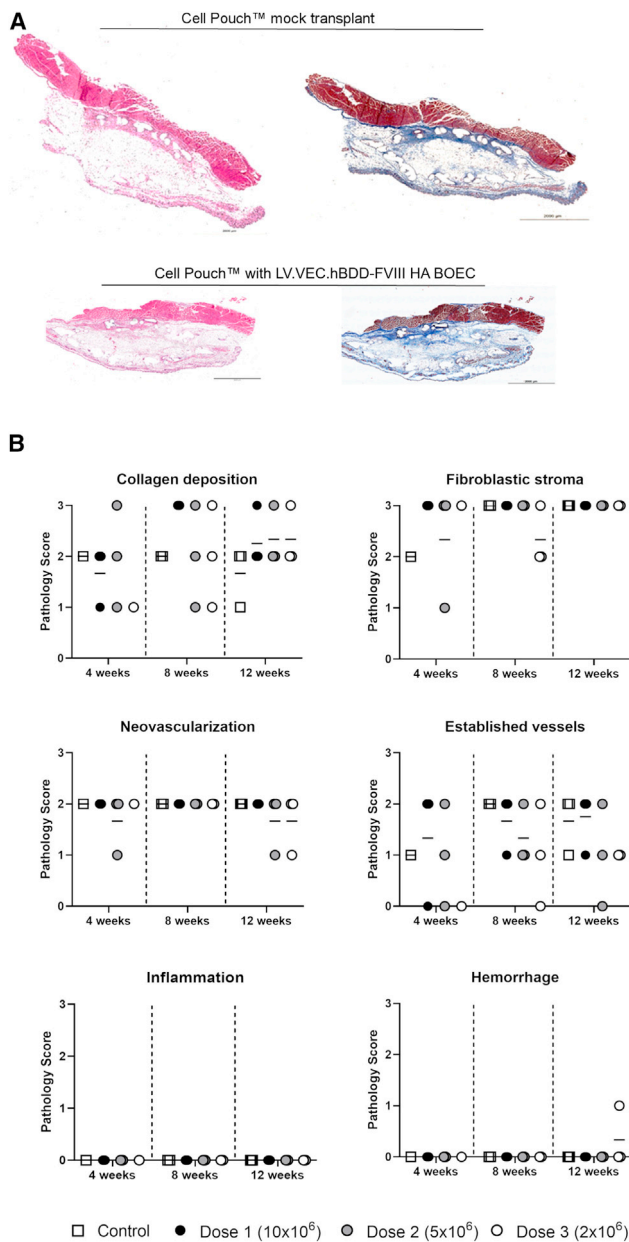 A
Cell Pouch™ mock transplant
Cell Pouch™ with LV.VEC.hBDD-FVIII HA BOEC
B
Collagen deposition
Pathology Score
3
2
1
0
4 weeks 8 weeks 12 weeks
Fibroblastic stroma
Pathology Score
3
2
1
0
4 weeks 8 weeks 12 weeks
Neovascularization
Pathology Score
3
2
1
0
4 weeks 8 weeks 12 weeks
Established vessels
Pathology Score
3
2
1
0
4 weeks 8 weeks 12 weeks
Inflammation
Pathology Score
3
2
1
0
4 weeks 8 weeks 12 weeks
Hemorrhage
Pathology Score
3
2
1
0
4 weeks 8 weeks 12 weeks
Control Dose 1 (10x10⁶) Dose 2 (5x10⁶) Dose 3 (2x10⁶)